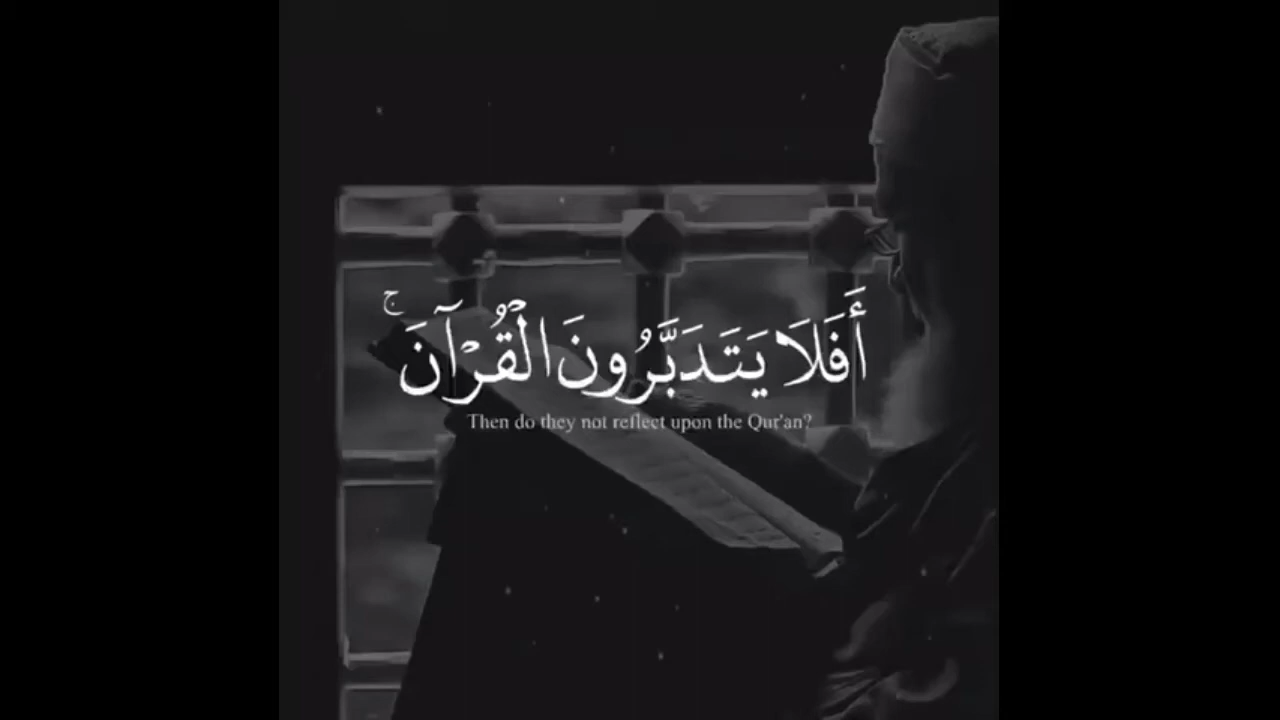 أَفَلَا يَتَدَبَّرُونَ الْقُرْآنَ ۚ
Then do they not reflect upon the Qur'an?